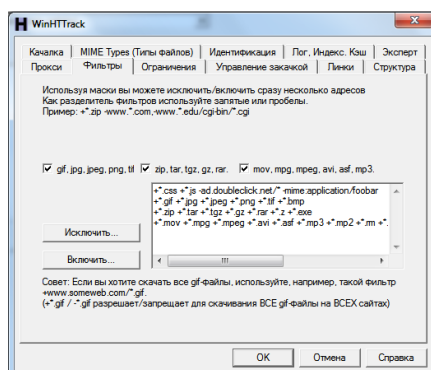 WinHTTrack
Качалка MIME Types (Типы файлов) Идентификация Лог, Индекс. Кэш Эксперт
Прокси Фильтры Ограничения Управление закачкой Линки Структура
Используя маски вы можете исключить/включить сразу несколько адресов
Как разделитель фильтров используйте запятые или пробелы.
Пример: +*.zip -www.*.com,-www.*.edu/cgi-bin/*.cgi
gif, jpg, jpeg, png, tif zip, tar, tgz, gz, rar. mov, mpg, mpeg, avi, asf, mp3.
+*.css +*.js -ad.doubleclick.net/* -mime:application/foobar
+*.gif +*.jpg +*.jpeg +*.png +*.tif +*.bmp
+*.zip +*.tar +*.tgz +*.gz +*.rar +*.z +*.exe
+*.mov +*.mpg +*.mpeg +*.avi +*.asf +*.mp3 +*.mp2 +*.rm +*.
Исключить...
Включить...
Совет: Если вы хотите скачать все gif-файлы, используйте, например, такой фильтр
+www.someweb.com/*.gif.
(+*.gif / -*.gif разрешает/запрещает для скачивания ВСЕ gif-файлы на ВСЕХ сайтах)
OK Отмена Справка